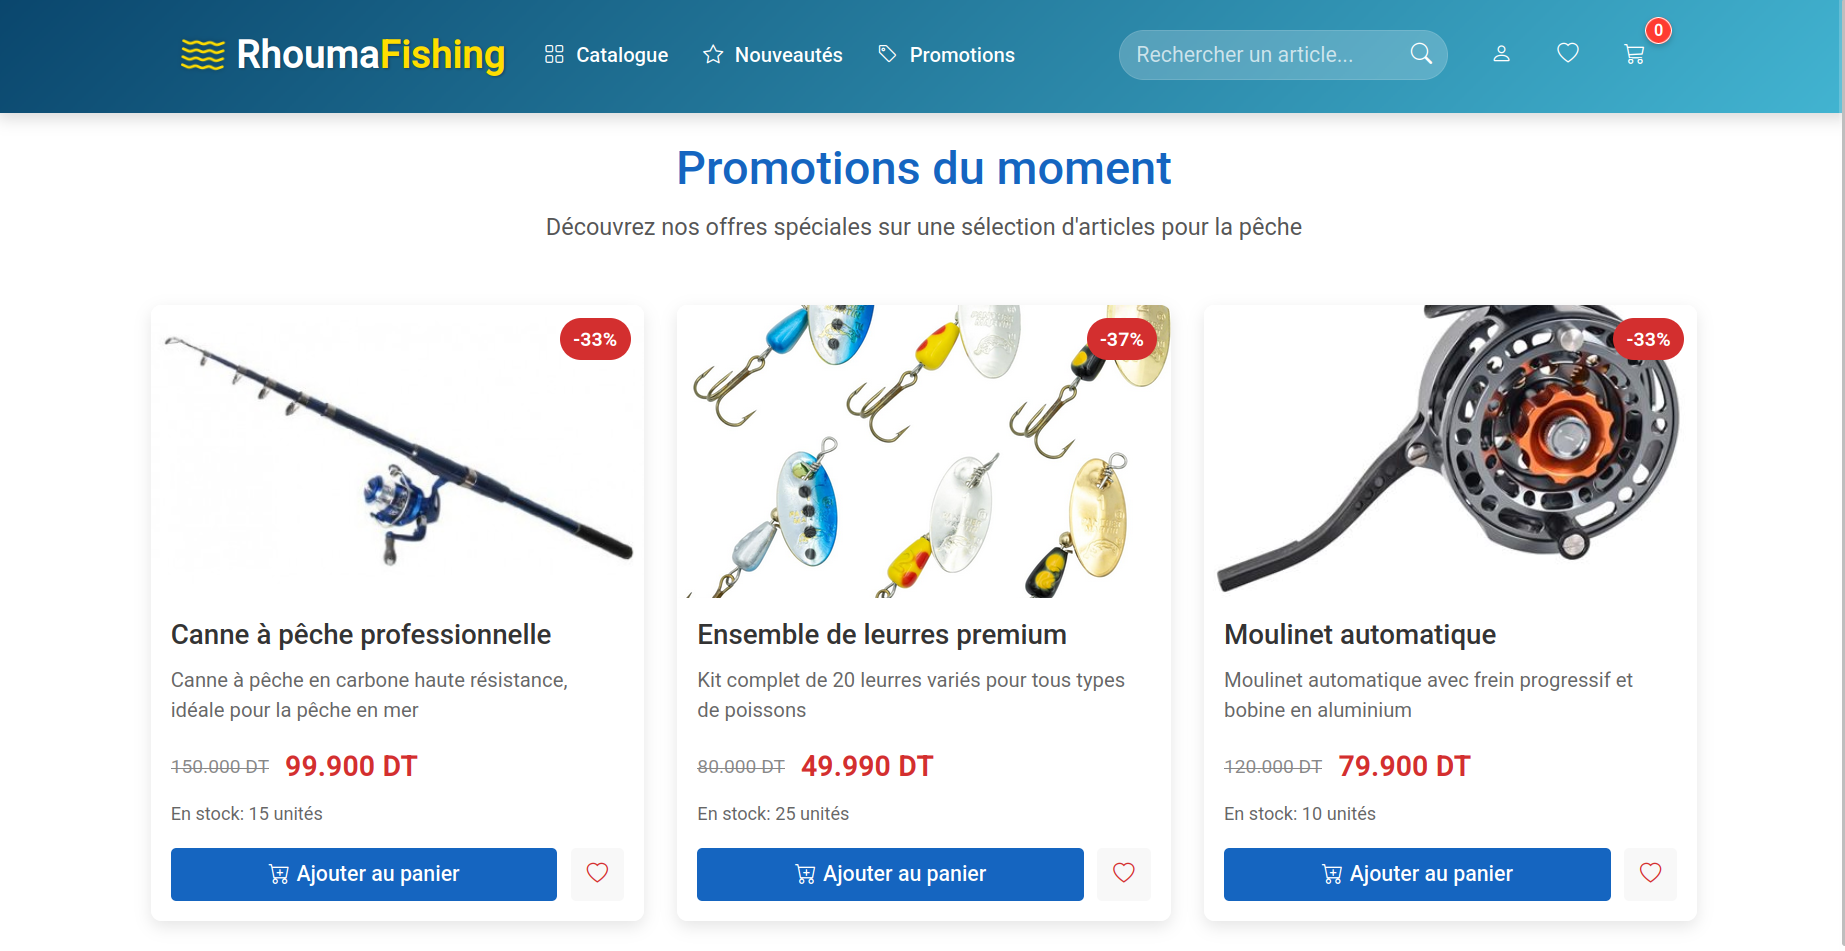 RhoumaFishing
Catalogue
Nouveautés
Promotions
Rechercher un article...
0
Promotions du moment
Découvrez nos offres spéciales sur une sélection d'articles pour la pêche
-33%
-37%
-33%
Canne à pêche professionnelle
Canne à pêche en carbone haute résistance,
idéale pour la pêche en mer
150.000 DT 99.900 DT
En stock: 15 unités
Ajouter au panier
Ensemble de leurres premium
Kit complet de 20 leurres variés pour tous types
de poissons
80.000 DT 49.990 DT
En stock: 25 unités
Ajouter au panier
Moulinet automatique
Moulinet automatique avec frein progressif et
bobine en aluminium
120.000 DT 79.900 DT
En stock: 10 unités
Ajouter au panier